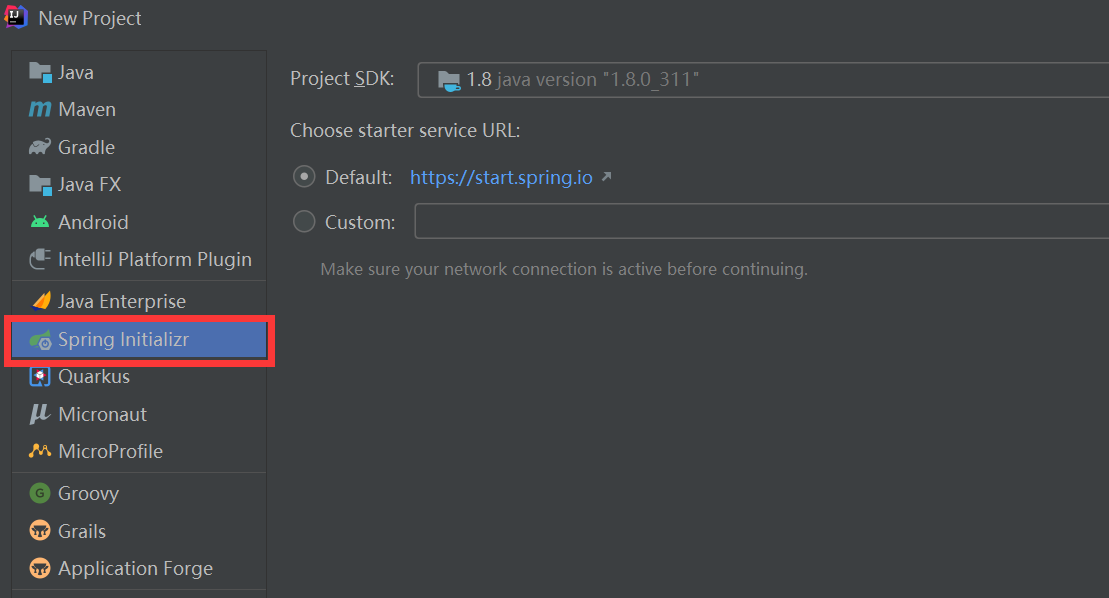 New Project
Java
Maven
Gradle
Java FX
Android
IntelliJ Platform Plugin
Java Enterprise
Spring Initializr
Quarkus
Micronaut
MicroProfile
Groovy
Grails
Application Forge
Project SDK: 1.8 java version "1.8.0_311"
Choose starter service URL:
Default: https://start.spring.io
Custom:
Make sure your network connection is active before continuing.